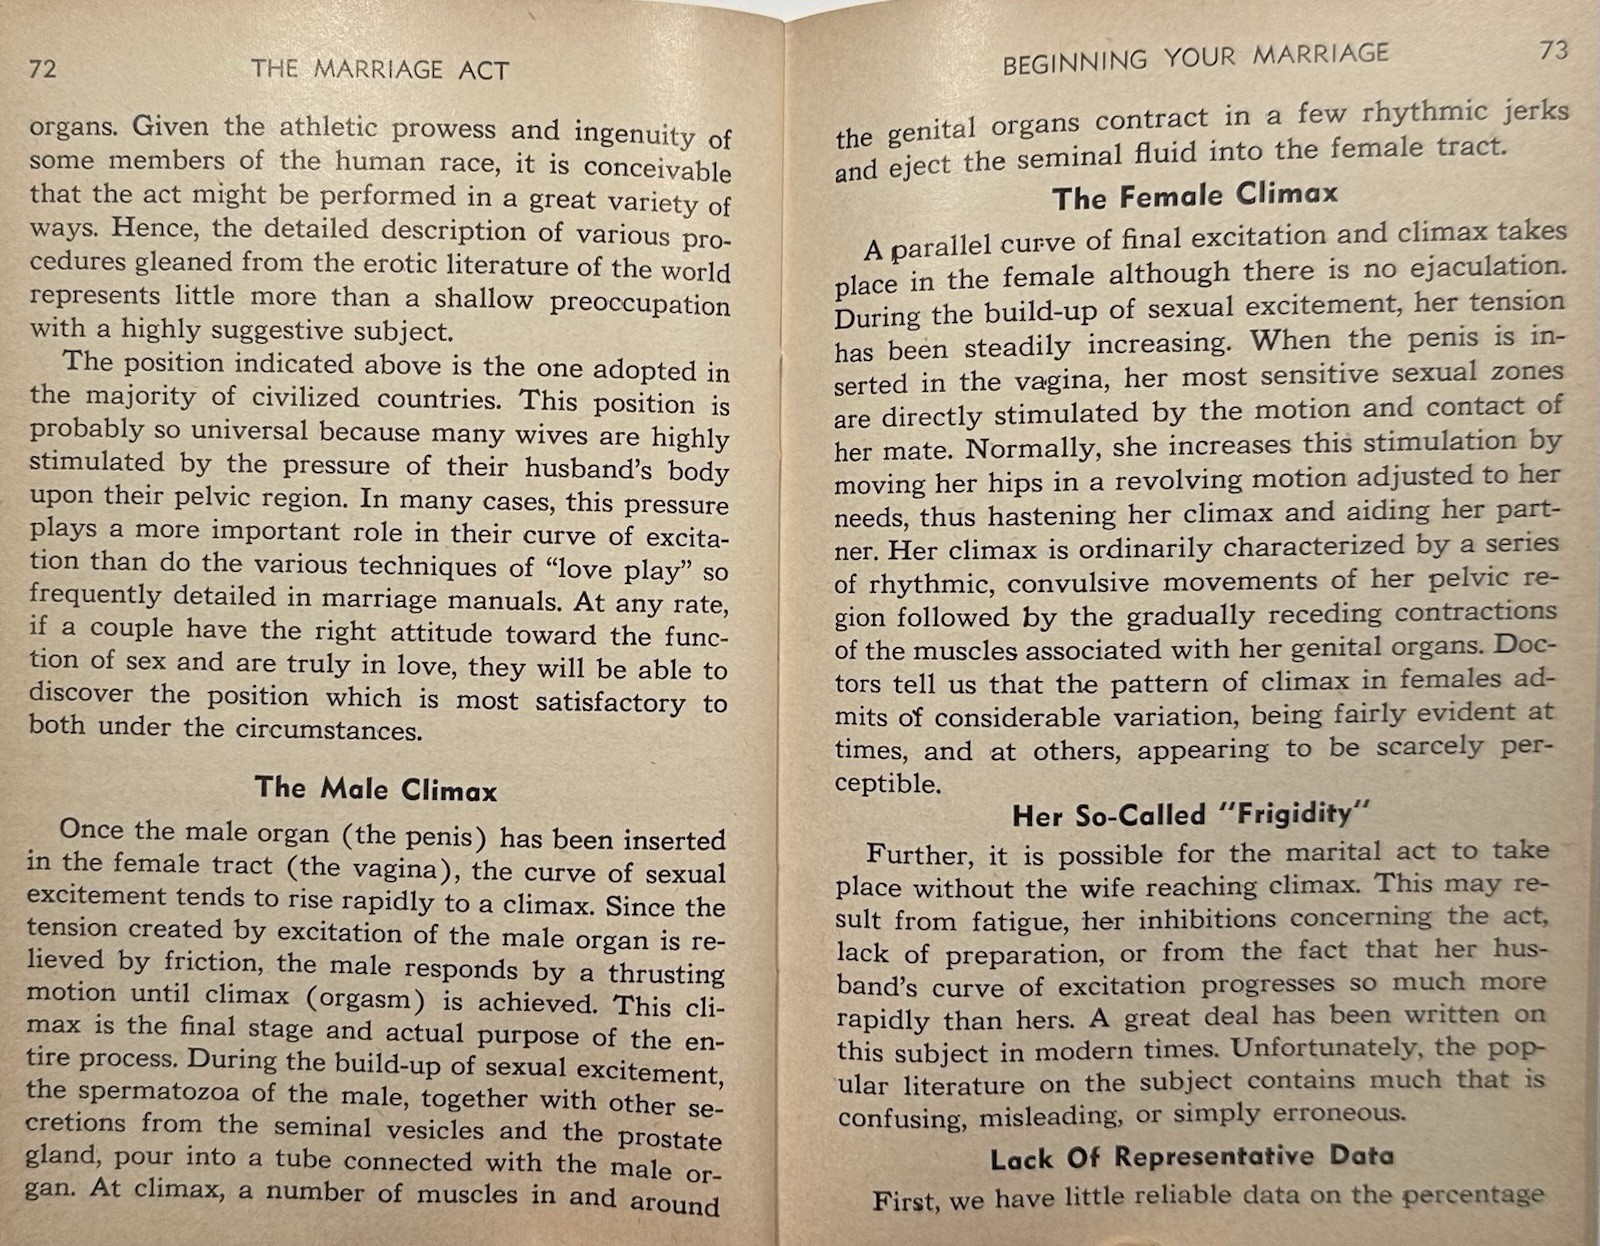 72 THE MARRIAGE ACT
organs. Given the athletic prowess and ingenuity of
some members of the human race, it is conceivable
that the act might be performed in a great variety of
ways. Hence, the detailed description of various pro-
cedures gleaned from the erotic literature of the world
represents little more than a shallow preoccupation
with a highly suggestive subject.
The position indicated above is the one adopted in
the majority of civilized countries. This position is
probably so universal because many wives are highly
stimulated by the pressure of their husband's body
upon their pelvic region. In many cases, this pressure
plays a more important role in their curve of excita-
tion than do the various techniques of "love play" so
frequently detailed in marriage manuals. At any rate,
if a couple have the right attitude toward the func-
tion of sex and are truly in love, they will be able to
discover the position which is most satisfactory to
both under the circumstances.
The Male Climax
Once the male organ (the penis) has been inserted
in the female tract (the vagina), the curve of sexual
excitement tends to rise rapidly to a climax. Since the
tension created by excitation of the male organ is re-
lieved by friction, the male responds by a thrusting
motion until climax (orgasm) is achieved. This cli-
max is the final stage and actual purpose of the en-
tire process. During the build-up of sexual excitement,
the spermatozoa of the male, together with other se-
cretions from the seminal vesicles and the prostate
gland, pour into a tube connected with the male or-
gan. At climax, a number of muscles in and around
BEGINNING YOUR MARRIAGE 73
the genital organs contract in a few rhythmic jerks
and eject the seminal fluid into the female tract.
The Female Climax
A parallel curve of final excitation and climax takes
place in the female although there is no ejaculation.
During the build-up of sexual excitement, her tension
has been steadily increasing. When the penis is in-
serted in the vagina, her most sensitive sexual zones
are directly stimulated by the motion and contact of
her mate. Normally, she increases this stimulation by
moving her hips in a revolving motion adjusted to her
needs, thus hastening her climax and aiding her part-
ner. Her climax is ordinarily characterized by a series
of rhythmic, convulsive movements of her pelvic re-
gion followed by the gradually receding contractions
of the muscles associated with her genital organs. Doc-
tors tell us that the pattern of climax in females ad-
mits of considerable variation, being fairly evident at
times, and at others, appearing to be scarcely per-
ceptible.
Her So-Called "Frigidity"
Further, it is possible for the marital act to take
place without the wife reaching climax. This may re-
sult from fatigue, her inhibitions concerning the act,
lack of preparation, or from the fact that her hus-
band's curve of excitation progresses so much more
rapidly than hers. A great deal has been written on
this subject in modern times. Unfortunately, the pop-
ular literature on the subject contains much that is
confusing, misleading, or simply erroneous.
Lack Of Representative Data
First, we have little reliable data on the percentage